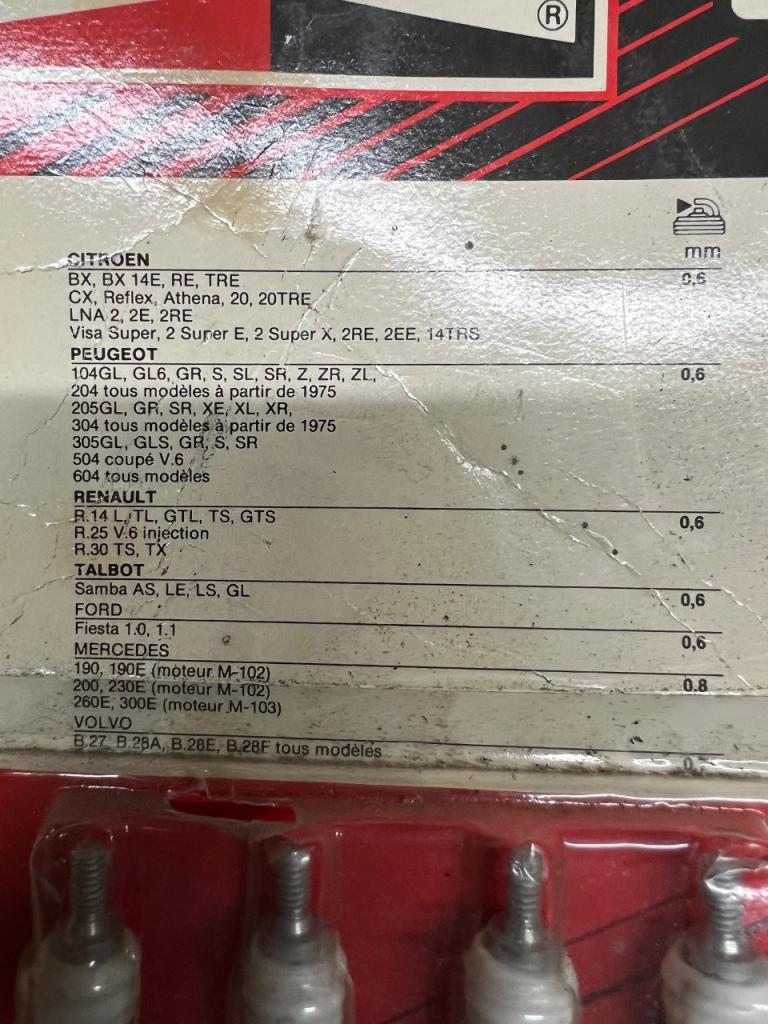 ®
mm
CITROEN
BX, BX 14E, RE, TRE 0,6
CX, Reflex, Athena, 20, 20TRE
LNA 2, 2E, 2RE
Visa Super, 2 Super E, 2 Super X, 2RE, 2EE, 14TRS
PEUGEOT
104GL, GL6, GR, S, SL, SR, Z, ZR, ZL, 0,6
204 tous modèles à partir de 1975
205GL, GR, SR, XE, XL, XR,
304 tous modèles à partir de 1975
305GL, GLS, GR, S, SR
504 coupé V.6
604 tous modèles
RENAULT
R.14 L, TL, GTL, TS, GTS 0,6
R.25 V.6 injection
R.30 TS, TX
TALBOT
Samba AS, LE, LS, GL 0,6
FORD
Fiesta 1.0, 1.1 0,6
MERCEDES
190, 190E (moteur M-102) 0.8
200, 230E (moteur M-102)
260E, 300E (moteur M-103)
VOLVO
B.27, B.28A, B.28E, B.28F tous modèles